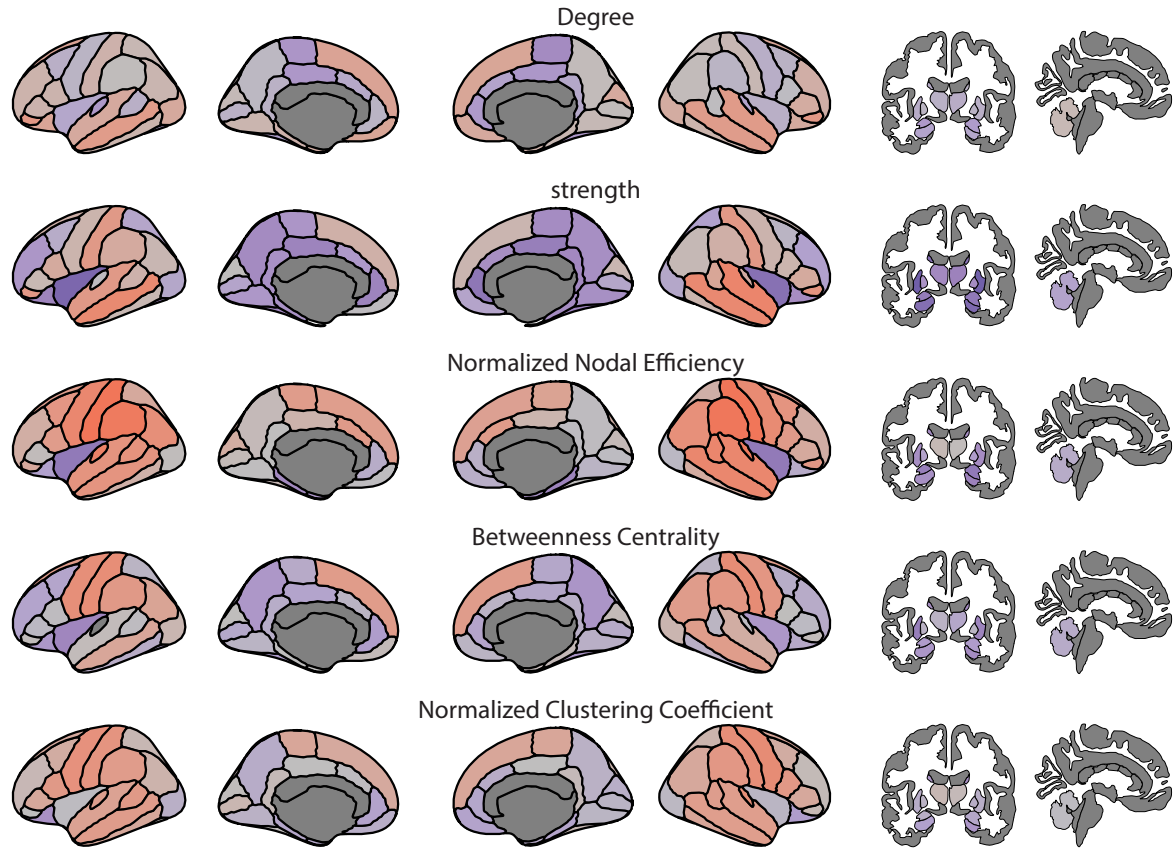 Degree
strength
Normalized Nodal Efficiency
Betweenness Centrality
Normalized Clustering Coefficient